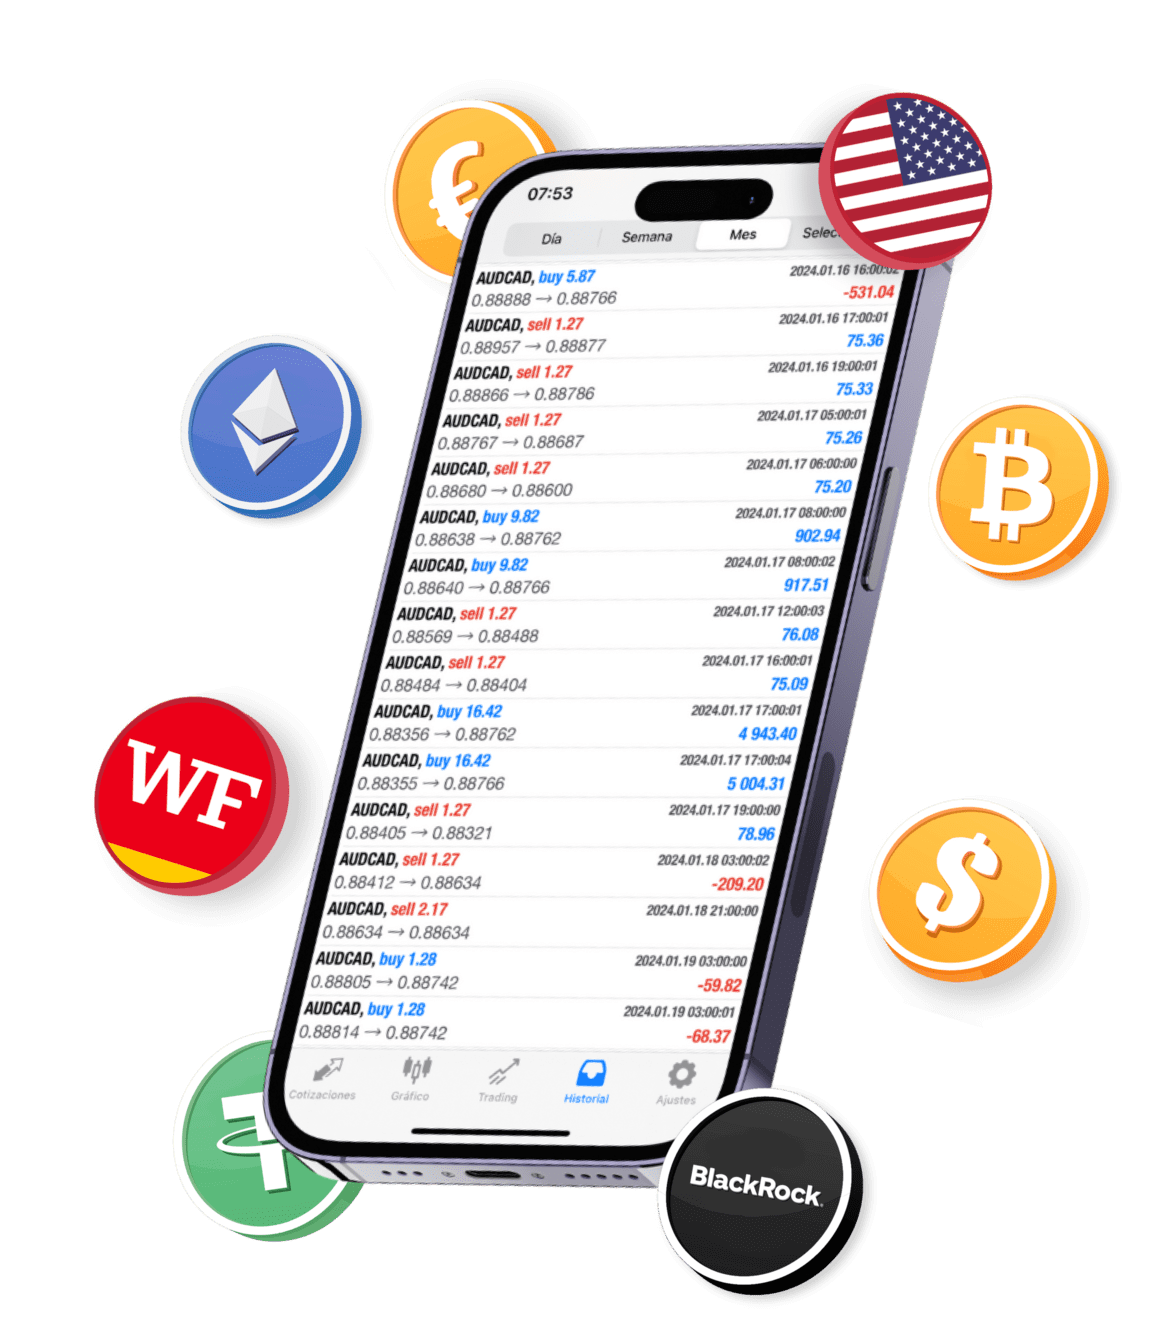 07:53
Día
Semana
Mes
AUDCAD, buy 5.87
2024.01.16 16:00:02
0.88888 → 0.88766
-531.04
AUDCAD, sell 1.27
2024.01.16 17:00:01
0.88957 → 0.88877
75.36
AUDCAD, sell 1.27
2024.01.16 19:00:01
0.88866 → 0.88786
75.33
AUDCAD, sell 1.27
2024.01.17 05:00:01
0.88767 → 0.88687
75.26
AUDCAD, sell 1.27
2024.01.17 06:00:00
0.88680 → 0.88600
75.20
AUDCAD, buy 9.82
2024.01.17 08:00:00
0.88638 → 0.88762
902.94
AUDCAD, buy 9.82
2024.01.17 08:00:02
0.88640 → 0.88766
917.51
AUDCAD, sell 1.27
2024.01.17 12:00:03
0.88569 → 0.88488
76.08
AUDCAD, sell 1.27
2024.01.17 16:00:01
0.88484 → 0.88404
75.09
AUDCAD, buy 16.42
2024.01.17 17:00:01
0.88356 → 0.88762
4 943.40
AUDCAD, buy 16.42
2024.01.17 17:00:04
0.88355 → 0.88766
5 004.31
AUDCAD, sell 1.27
2024.01.17 19:00:00
0.88405 → 0.88321
78.96
AUDCAD, sell 1.27
2024.01.18 03:00:02
0.88412 → 0.88634
-209.20
AUDCAD, sell 2.17
2024.01.18 21:00:00
0.88634 → 0.88634
AUDCAD, buy 1.28
2024.01.19 03:00:00
0.88805 → 0.88742
-59.82
AUDCAD, buy 1.28
2024.01.19 03:00:01
0.88814 → 0.88742
-68.37
Cotizaciones
Gráfico
Trading
Historial
Ajustes
WF
BlackRock